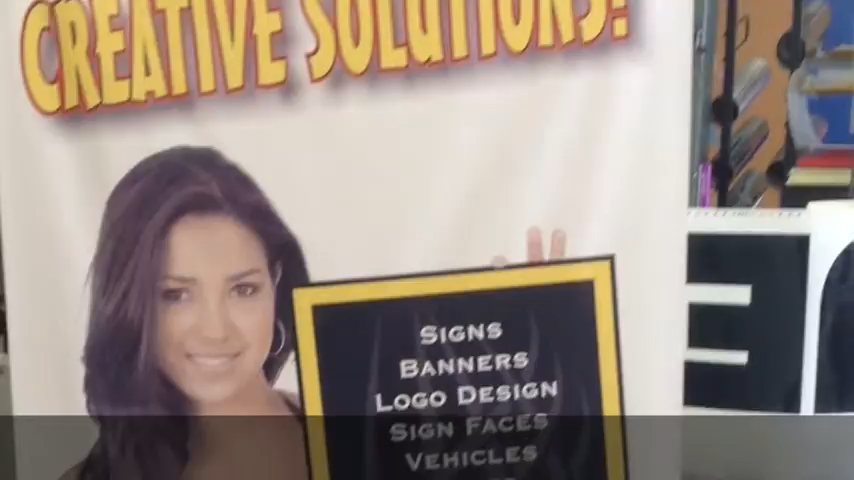 CREATIVE SOLUTIONS!
SIGNS
BANNERS
LOGO DESIGN
SIGN FACES
VEHICLES
E